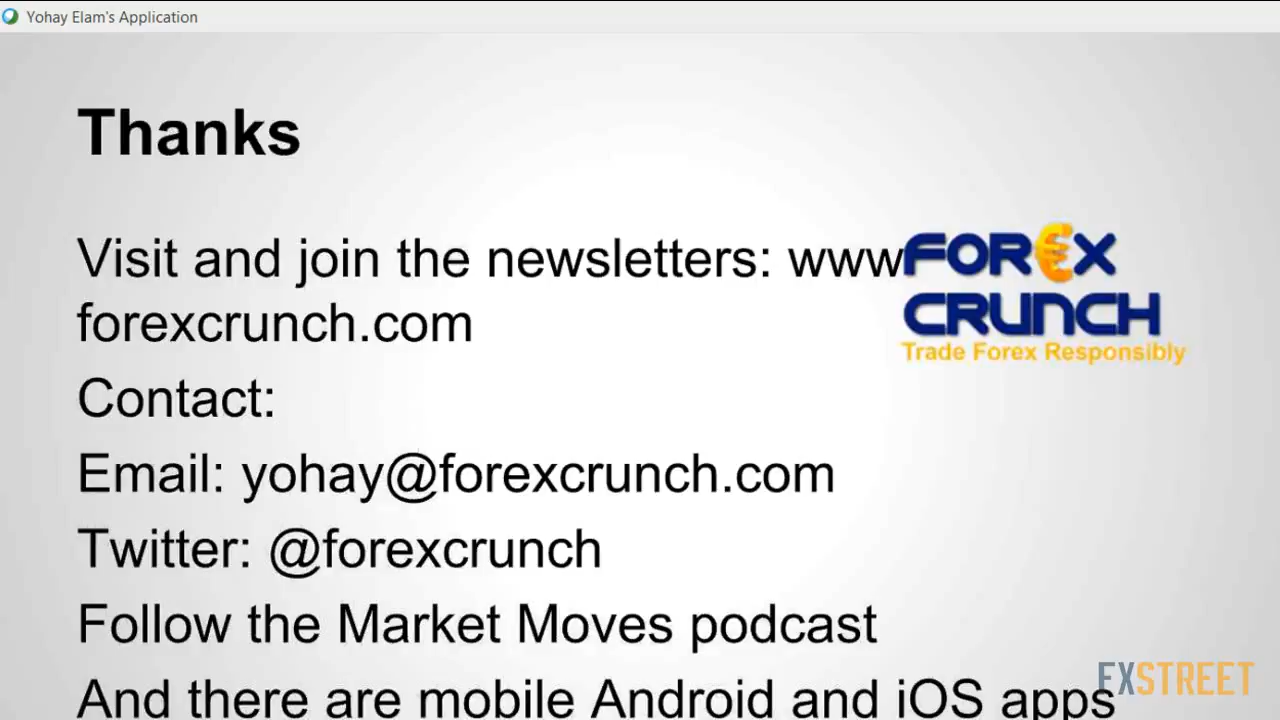 Yohay Elam's Application
Thanks
Visit and join the newsletters: www
forexcrunch.com
FOR€X
CRUNCH
Trade Forex Responsibly
Contact:
Email: yohay@forexcrunch.com
Twitter: @forexcrunch
Follow the Market Moves podcast
And there are mobile Android and iOS apps
FXSTREET